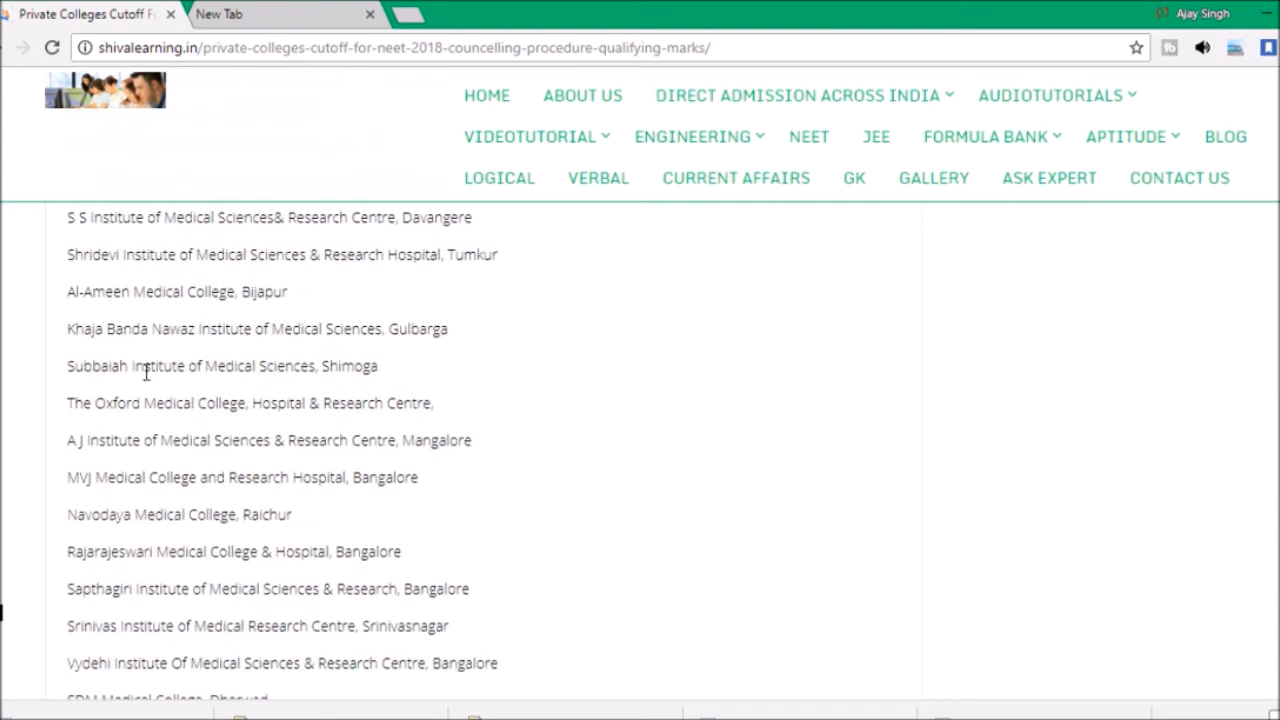 Private Colleges Cutoff F
New Tab
Ajay Singh
shivalearning.in/private-colleges-cutoff-for-neet-2018-councelling-procedure-qualifying-marks/
HOME ABOUT US DIRECT ADMISSION ACROSS INDIA AUDIOTUTORIALS
VIDEOTUTORIAL ENGINEERING NEET JEE FORMULA BANK APTITUDE BLOG
LOGICAL VERBAL CURRENT AFFAIRS GK GALLERY ASK EXPERT CONTACT US
S S Institute of Medical Sciences& Research Centre, Davangere
Shridevi Institute of Medical Sciences & Research Hospital, Tumkur
Al-Ameen Medical College, Bijapur
Khaja Banda Nawaz Institute of Medical Sciences, Gulbarga
Subbaiah Institute of Medical Sciences, Shimoga
The Oxford Medical College, Hospital & Research Centre,
A J Institute of Medical Sciences & Research Centre, Mangalore
MVJ Medical College and Research Hospital, Bangalore
Navodaya Medical College, Raichur
Rajarajeswari Medical College & Hospital, Bangalore
Sapthagiri Institute of Medical Sciences & Research, Bangalore
Srinivas Institute of Medical Research Centre, Srinivasnagar
Vydehi Institute Of Medical Sciences & Research Centre, Bangalore
SDM Medical College, Dharwad